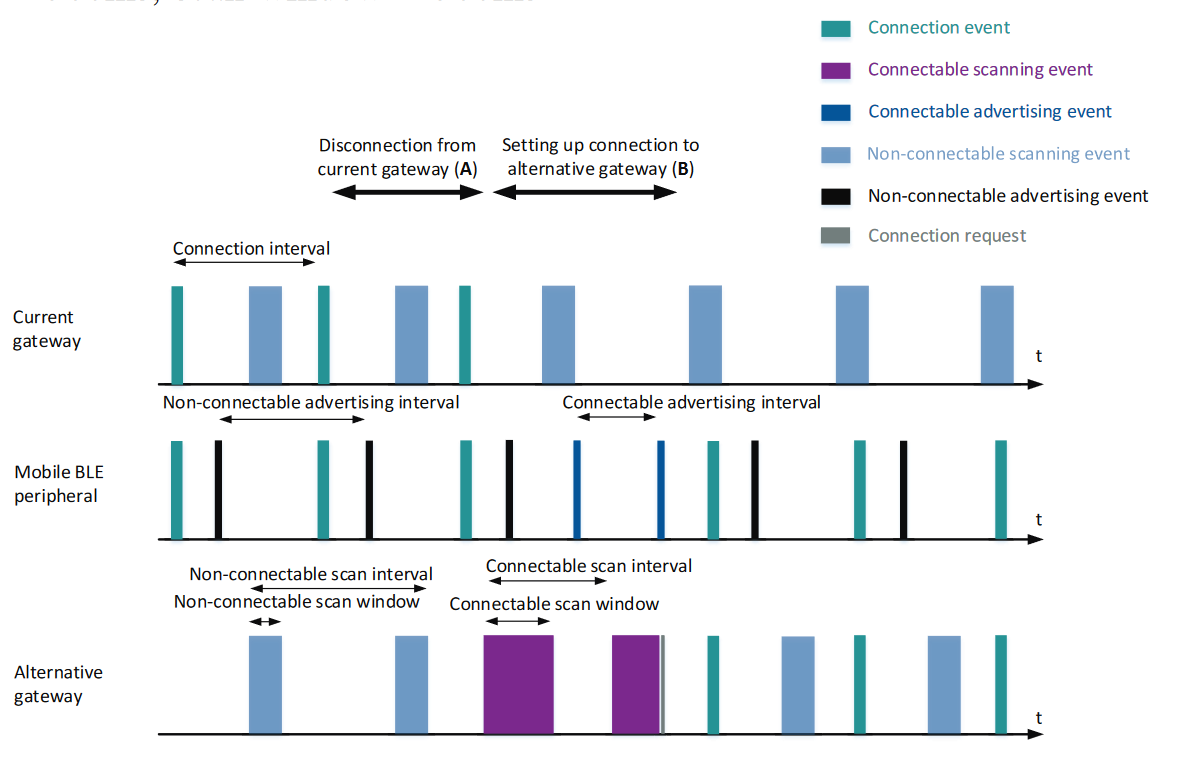 Connection event
Connectable scanning event
Connectable advertising event
Non-connectable scanning event
Non-connectable advertising event
Connection request
Disconnection from
current gateway (A)
Setting up connection to
alternative gateway (B)
Connection interval
Current
gateway
t
Non-connectable advertising interval
Connectable advertising interval
Mobile BLE
peripheral
t
Non-connectable scan interval
Non-connectable scan window
Connectable scan interval
Connectable scan window
Alternative
gateway
t